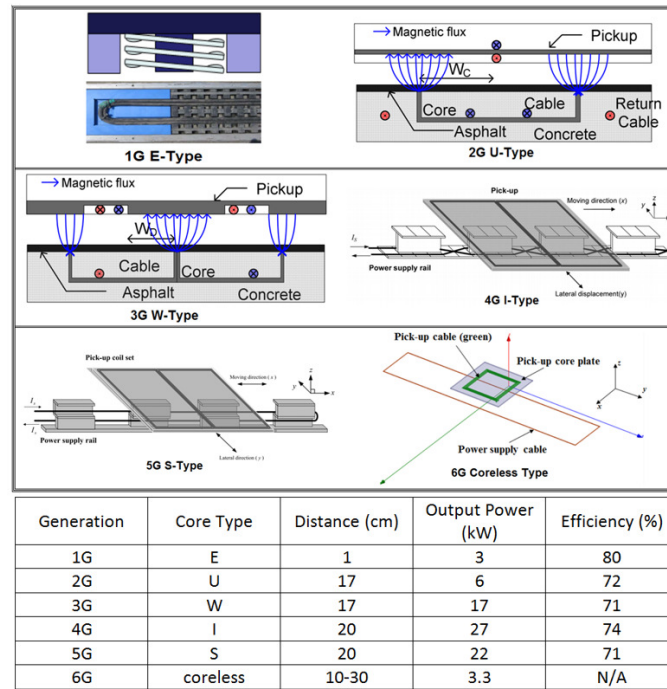 1G E-Type
Magnetic flux
Pickup
W_C
Core
Cable
Return
Cable
Asphalt
Concrete
2G U-Type
Magnetic flux
Pickup
W_D
Cable
Core
Asphalt
Concrete
3G W-Type
Pick-up
Moving direction (x)
z
y
x
I_S
Power supply rail
Lateral displacement(y)
4G I-Type
Pick-up coil set
Moving direction ( x )
z
y
x
I_s
I_s
Power supply rail
Lateral direction ( y )
5G S-Type
Pick-up cable (green)
Pick-up core plate
z
y
x
Power supply cable
6G Coreless Type
Generation Core Type Distance (cm) Output Power (kW) Efficiency (%)
1G E 1 3 80
2G U 17 6 72
3G W 17 17 71
4G I 20 27 74
5G S 20 22 71
6G coreless 10-30 3.3 N/A